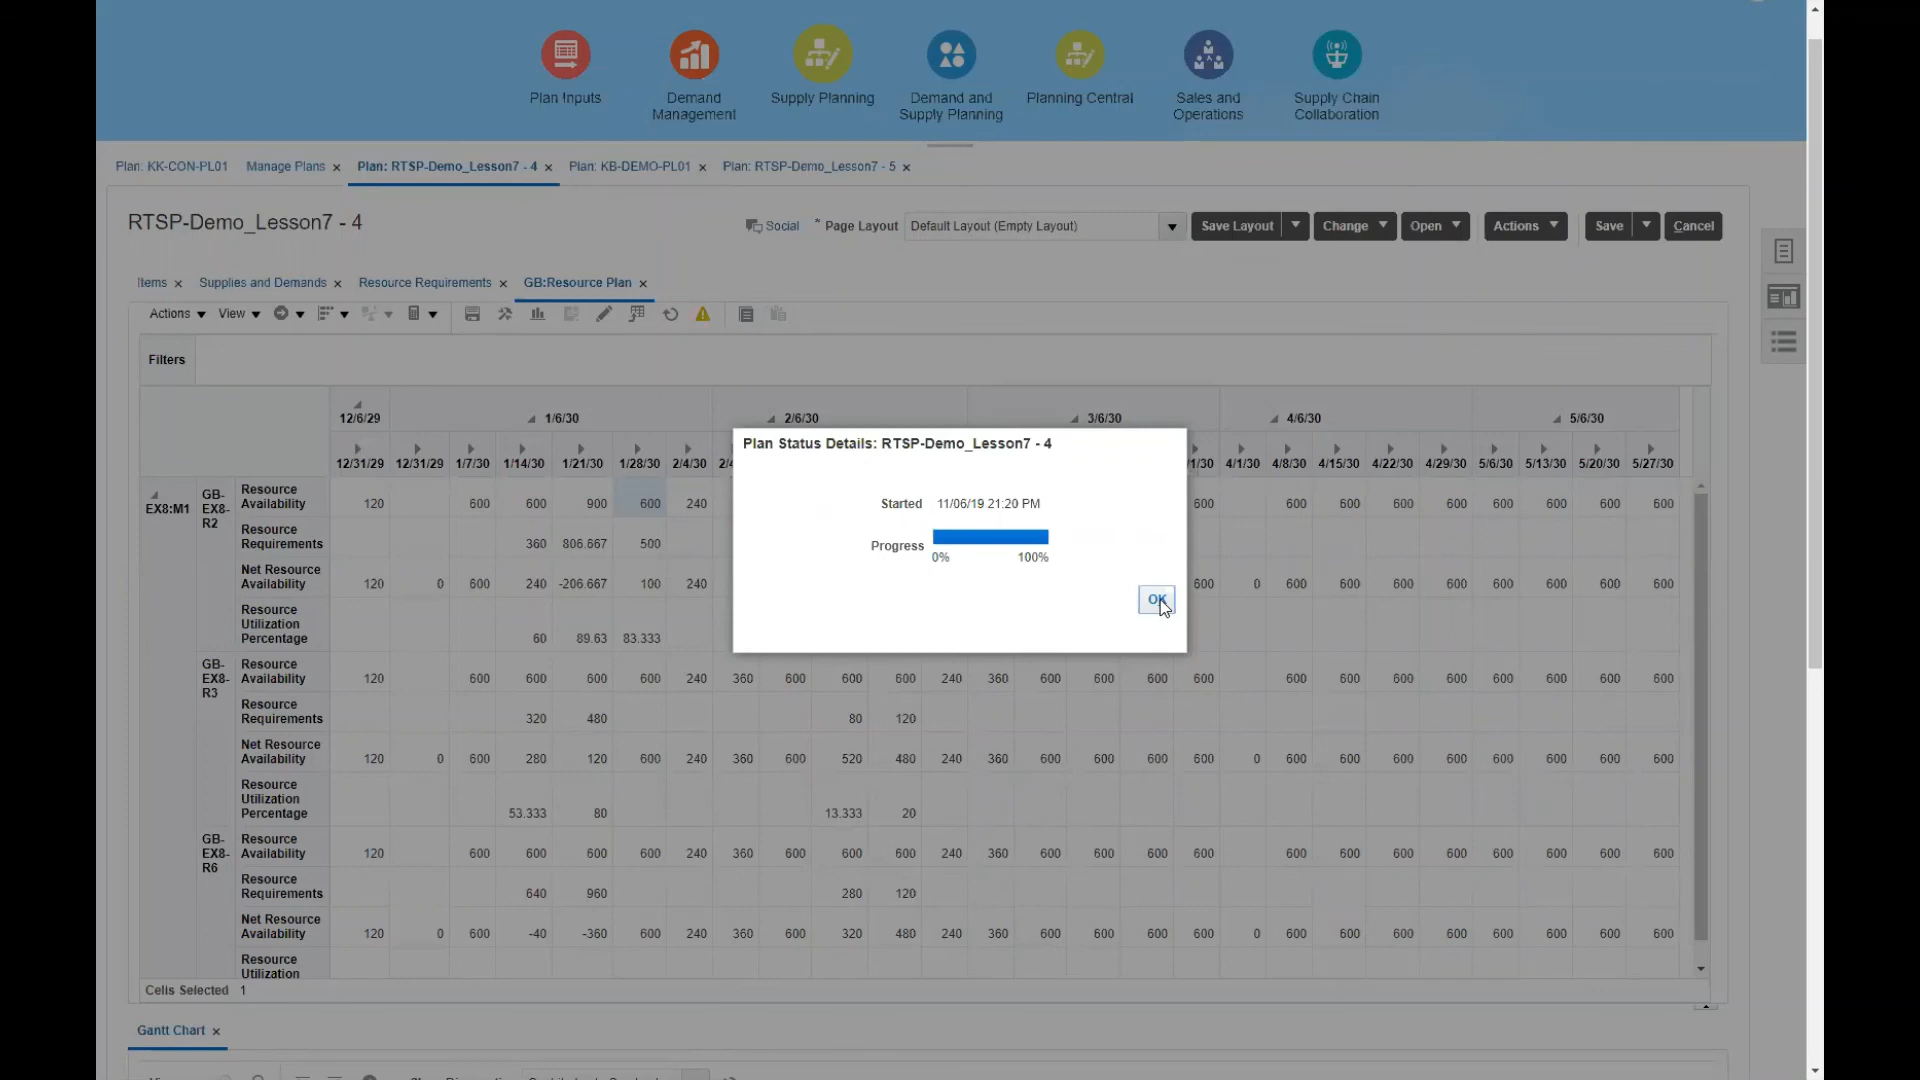 Plan Inputs
Demand Management
Supply Planning
Demand and Supply Planning
Planning Central
Sales and Operations
Supply Chain Collaboration
Plan: KK-CON-PL01 Manage Plans Plan: RTSP-Demo_Lesson7 - 4 Plan: KB-DEMO-PL01 Plan: RTSP-Demo_Lesson7 - 5
RTSP-Demo_Lesson7 - 4
Social * Page Layout Default Layout (Empty Layout) Save Layout Change Open Actions Save Cancel
Items Supplies and Demands Resource Requirements GB:Resource Plan
Actions View
Filters
12/6/29 1/6/30 2/6/30 3/6/30 4/6/30 5/6/30
12/31/29 12/31/29 1/7/30 1/14/30 1/21/30 1/28/30 2/4/30 4/1/30 4/8/30 4/15/30 4/22/30 4/29/30 5/6/30 5/13/30 5/20/30 5/27/30
Plan Status Details: RTSP-Demo_Lesson7 - 4
Started 11/06/19 21:20 PM
Progress
0% 100%
OK
EX8:M1
GB-EX8-R2
Resource Availability 120 600 600 900 600 240 600 600 600 600 600 600 600 600 600
Resource Requirements 360 806.667 500
Net Resource Availability 120 0 600 240 -206.667 100 240 600 0 600 600 600 600 600 600 600 600
Resource Utilization Percentage 60 89.63 83.333
GB-EX8-R3
Resource Availability 120 600 600 600 600 240 360 600 600 600 240 360 600 600 600 600 600 600 600 600 600 600 600 600
Resource Requirements 320 480 80 120
Net Resource Availability 120 0 600 280 120 600 240 360 600 520 480 240 360 600 600 600 600 0 600 600 600 600 600 600 600 600
Resource Utilization Percentage 53.333 80 13.333 20
GB-EX8-R6
Resource Availability 120 600 600 600 600 240 360 600 600 600 240 360 600 600 600 600 600 600 600 600 600 600 600 600
Resource Requirements 640 960 280 120
Net Resource Availability 120 0 600 -40 -360 600 240 360 600 320 480 240 360 600 600 600 600 0 600 600 600 600 600 600 600 600
Resource Utilization
Cells Selected 1
Gantt Chart